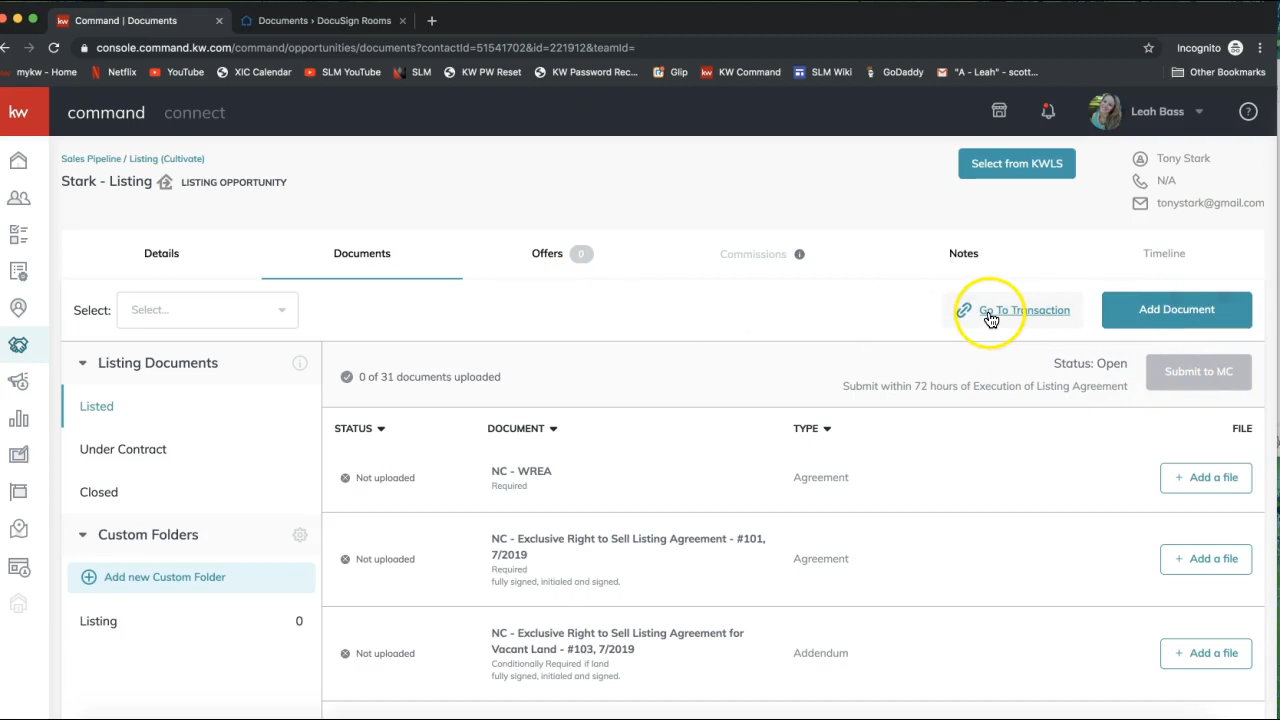 Command | Documents
Documents › DocuSign Rooms
console.command.kw.com/command/opportunities/documents?contactId=51541702&id=221912&teamId=
Incognito
mykw - Home Netflix YouTube XIC Calendar SLM YouTube SLM KW PW Reset KW Password Rec... Glip KW Command SLM Wiki GoDaddy "A - Leah" - scott... Other Bookmarks
kw command connect Leah Bass
Sales Pipeline / Listing (Cultivate)
Stark - Listing LISTING OPPORTUNITY
Select from KWLS
Tony Stark
N/A
tonystark@gmail.com
Details Documents Offers 0 Commissions Notes Timeline
Select: Select... Go To Transaction Add Document
Listing Documents
Listed
Under Contract
Closed
Custom Folders
Add new Custom Folder
Listing 0
0 of 31 documents uploaded
Status: Open
Submit within 72 hours of Execution of Listing Agreement
Submit to MC
STATUS DOCUMENT TYPE FILE
Not uploaded
NC - WREA
Required
Agreement
+ Add a file
Not uploaded
NC - Exclusive Right to Sell Listing Agreement - #101,
7/2019
Required
fully signed, initialed and signed.
Agreement
+ Add a file
Not uploaded
NC - Exclusive Right to Sell Listing Agreement for
Vacant Land - #103, 7/2019
Conditionally Required if land
fully signed, initialed and signed.
Addendum
+ Add a file